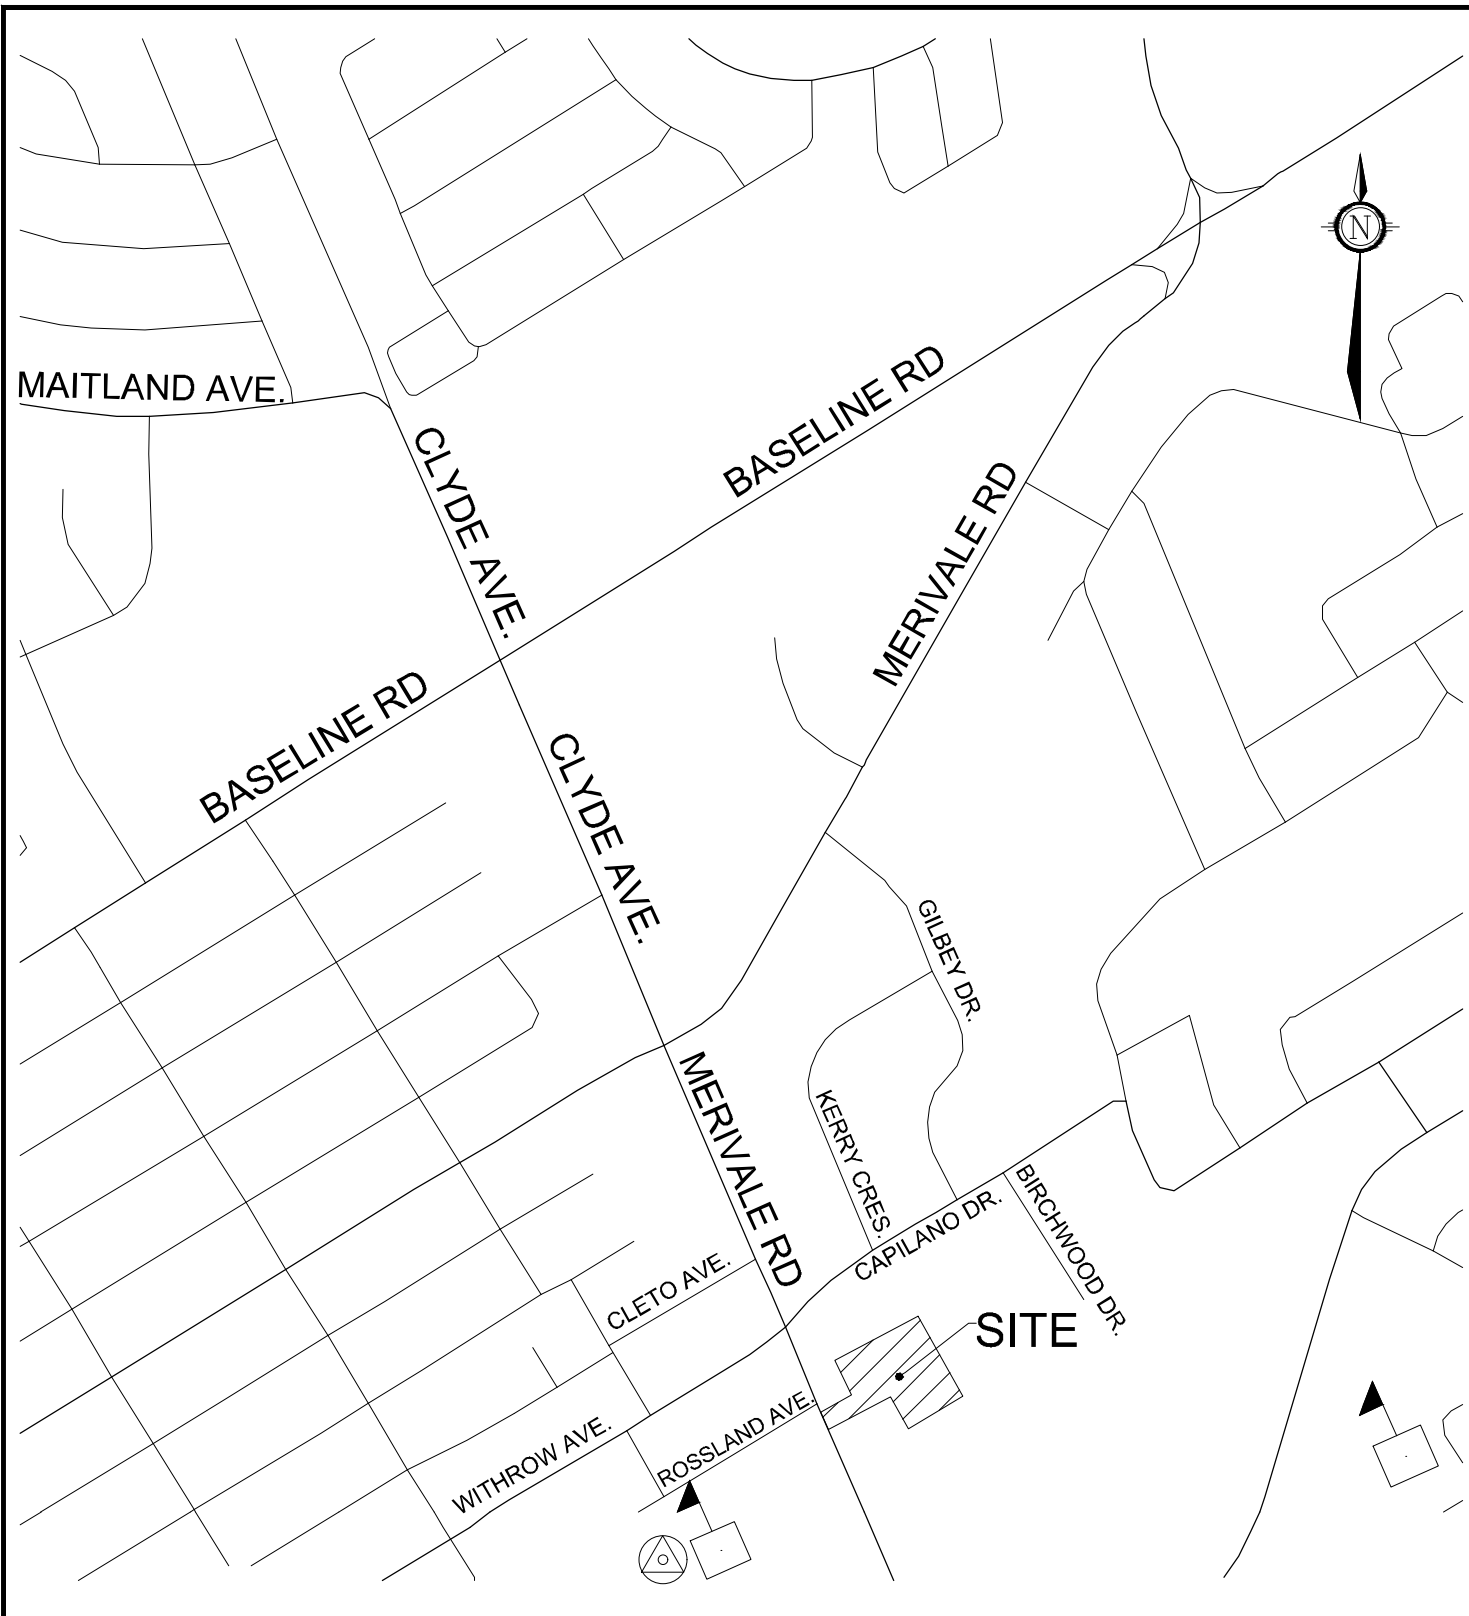 N
MAITLAND AVE.
CLYDE AVE.
BASELINE RD
MERIVALE RD
BASELINE RD
CLYDE AVE.
GILBEY DR.
MERIVALE RD
KERRY CRES.
CAPILANO DR.
BIRCHWOOD DR.
CLETO AVE.
SITE
ROSSLAND AVE.
WITHROW AVE.